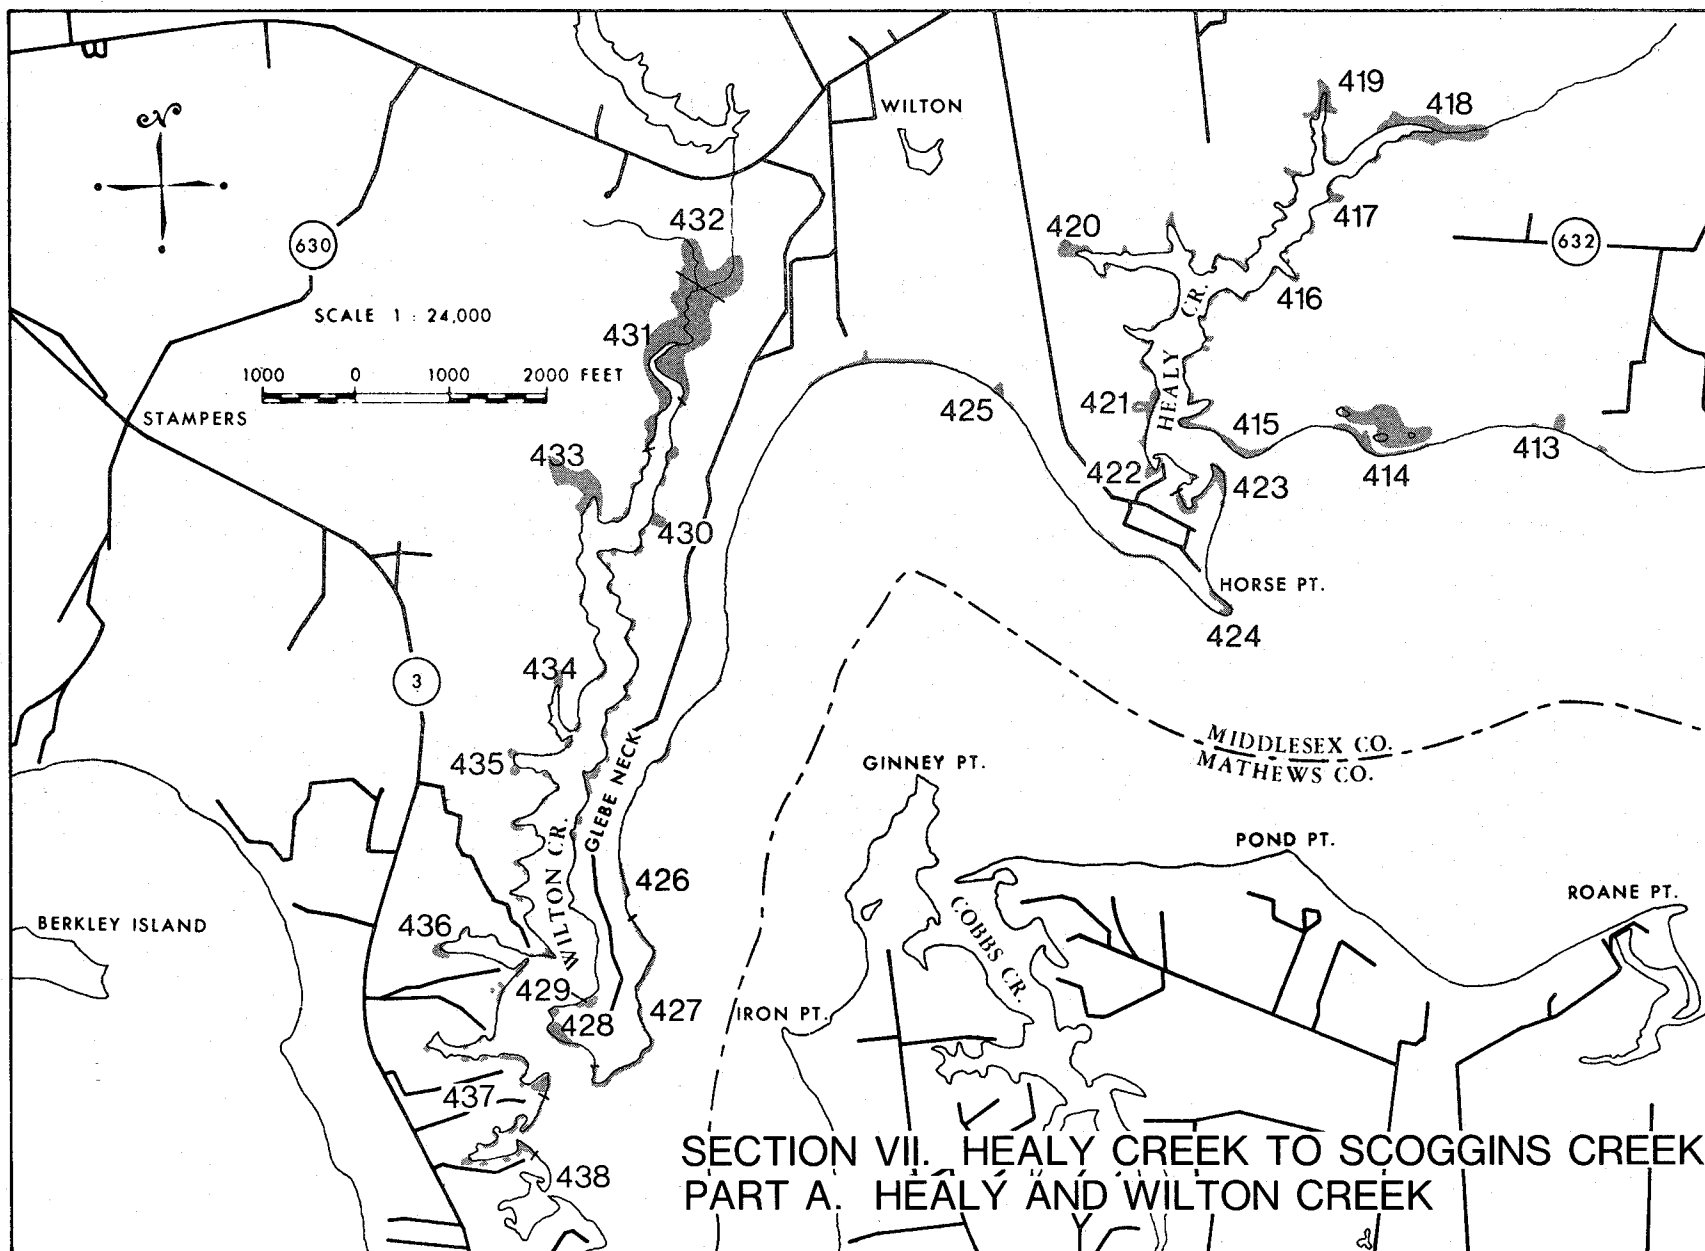 419
418
WILTON
N
417
432
420
630
632
416
SCALE 1 : 24,000
431
1000 0 1000 2000 FEET
HEALY CR.
425
421
STAMPERS
415
413
414
433
422
423
430
HORSE PT.
424
434
3
MIDDLESEX CO.
MATHEWS CO.
435
GINNEY PT.
GLEBE NECK
WILTON CR.
POND PT.
426
ROANE PT.
BERKLEY ISLAND
436
COBBS CR.
429
427
IRON PT.
428
437
438
SECTION VII. HEALY CREEK TO SCOGGINS CREEK
PART A. HEALY AND WILTON CREEK